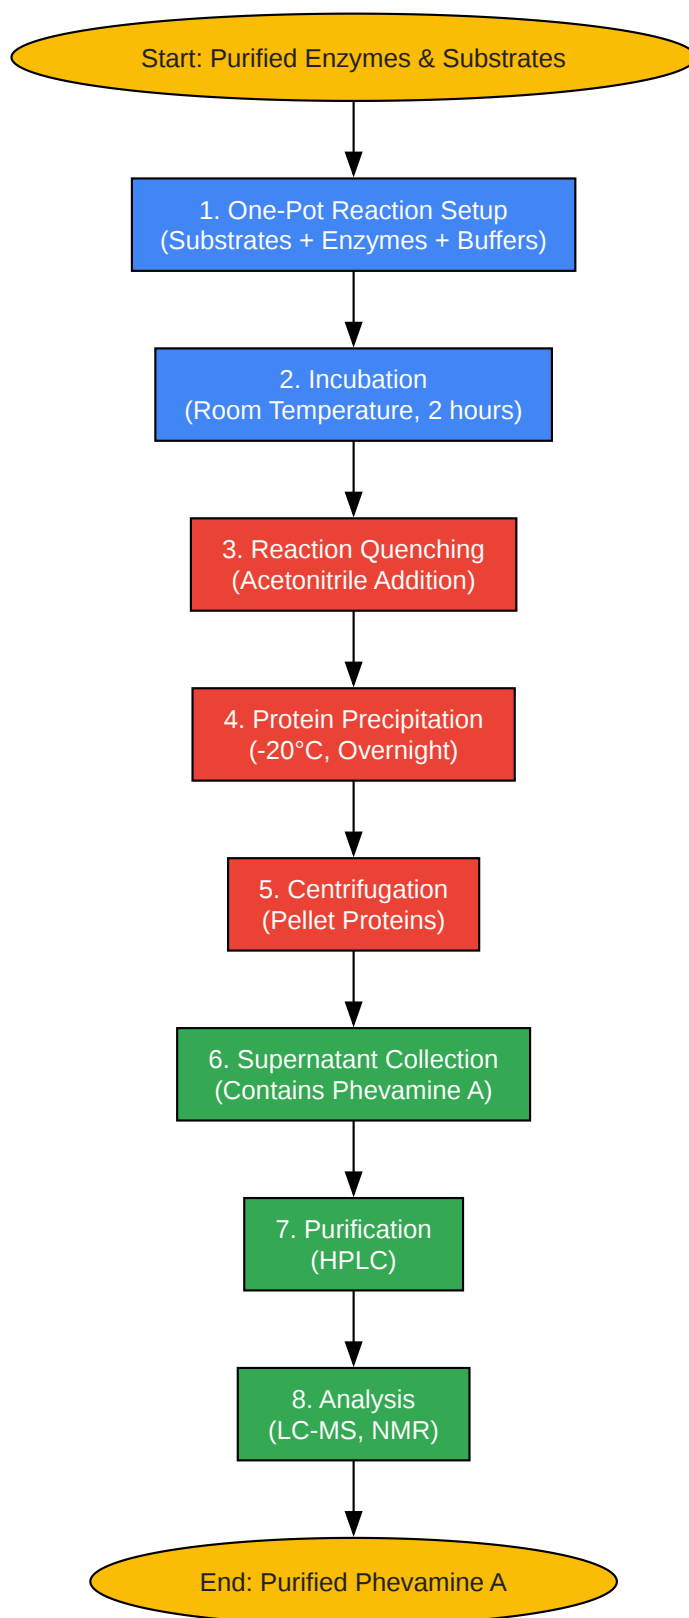 Start: Purified Enzymes & Substrates
1. One-Pot Reaction Setup
(Substrates + Enzymes + Buffers)
2. Incubation
(Room Temperature, 2 hours)
3. Reaction Quenching
(Acetonitrile Addition)
4. Protein Precipitation
(-20°C, Overnight)
5. Centrifugation
(Pellet Proteins)
6. Supernatant Collection
(Contains Phevamine A)
7. Purification
(HPLC)
8. Analysis
(LC-MS, NMR)
End: Purified Phevamine A